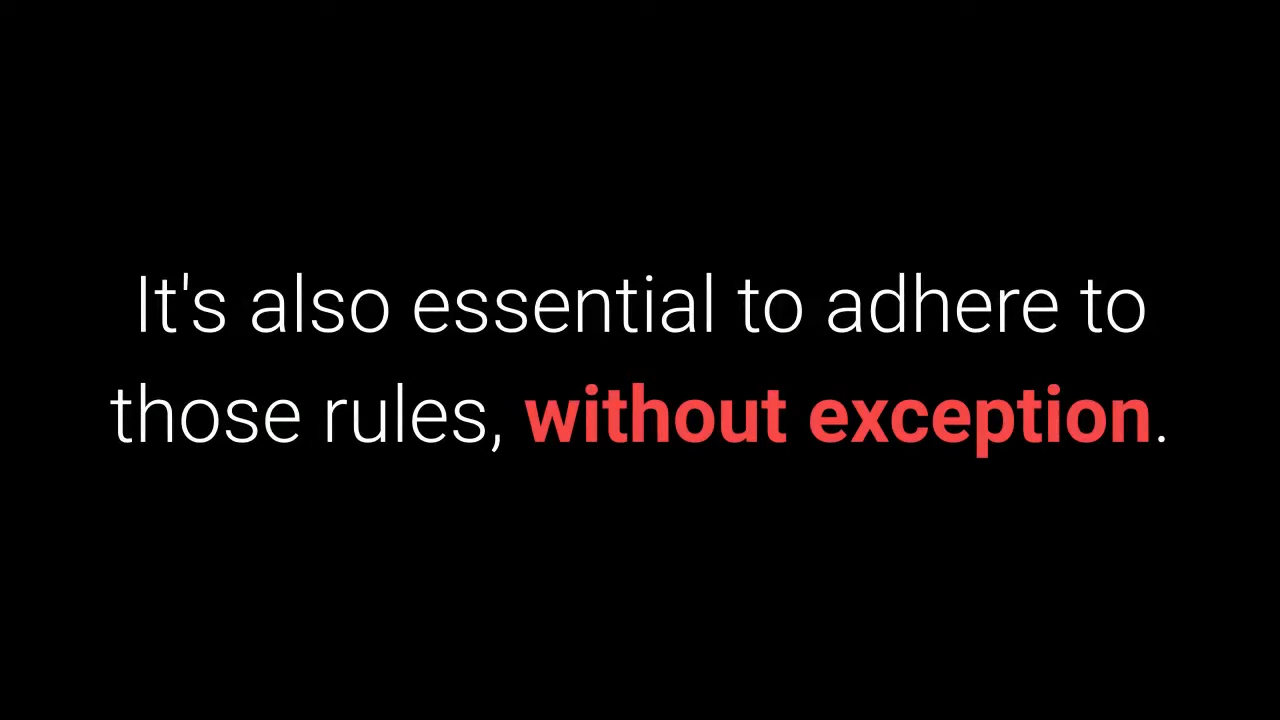 It's also essential to adhere to
those rules, without exception.